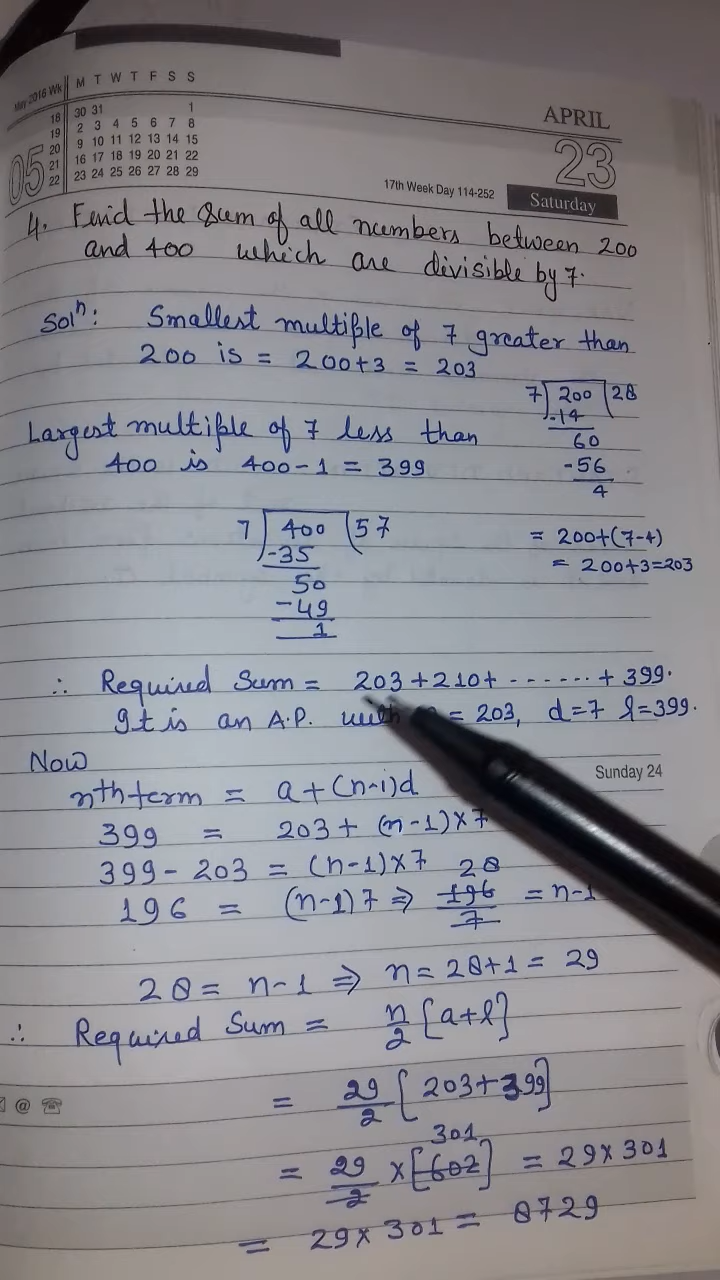 May 2016 Wk M T W T F S S
18 30 31 1
19 2 3 4 5 6 7 8
20 9 10 11 12 13 14 15
21 16 17 18 19 20 21 22
22 23 24 25 26 27 28 29
05
APRIL
23
17th Week Day 114-252
Saturday
4. Find the Sum of all numbers between 200
and 400 which are divisible by 7.
Solⁿ: Smallest multiple of 7 greater than
200 is = 200+3 = 203
7 200 28
-14
60
-56
4
= 200+(7-4)
= 200+3=203
Largest multiple of 7 less than
400 is 400-1 = 399
7 400 57
-35
50
-49
1
∴ Required Sum = 203+210+ - - - - - - + 399.
It is an A.P. with = 203, d=7 l=399.
Now
Sunday 24
nth term = a+(n-1)d
399 = 203+ (n-1)×7
399- 203 = (n-1)×7
28
196 = (n-1)7 ⇒ 196/7 = n-1
28= n-1 ⇒ n= 28+1 = 29
∴ Required Sum = n/2 [a+l]
@
= 29/2 [203+399]
301
= 29/2 ×[602] = 29×301
= 29× 301 = 8729